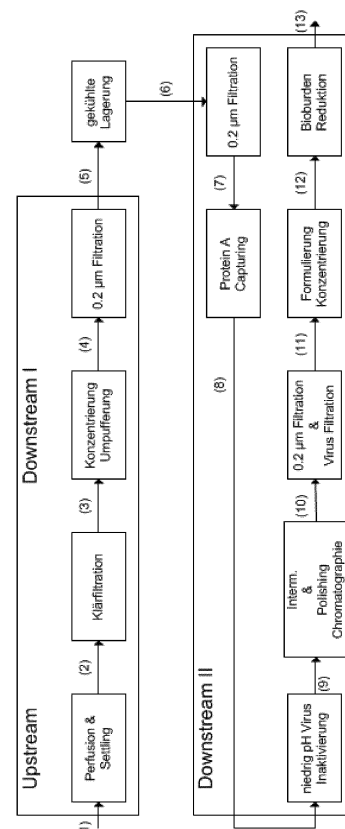 Upstream
Downstream I
(1)
Perfusion &
Settling
(2)
Klärfiltration
(3)
Konzentrierung
Umpufferung
(4)
0.2 µm Filtration
(5)
gekühlte
Lagerung
(6)
Downstream II
0.2 µm Filtration
(7)
Protein A
Capturing
(8)
niedrig pH Virus
Inaktivierung
(9)
Interm.
&
Polishing
Chromatographie
(10)
0.2 µm Filtration
&
Virus Filtration
(11)
Formulierung
Konzentrierung
(12)
Bioburden
Reduktion
(13)